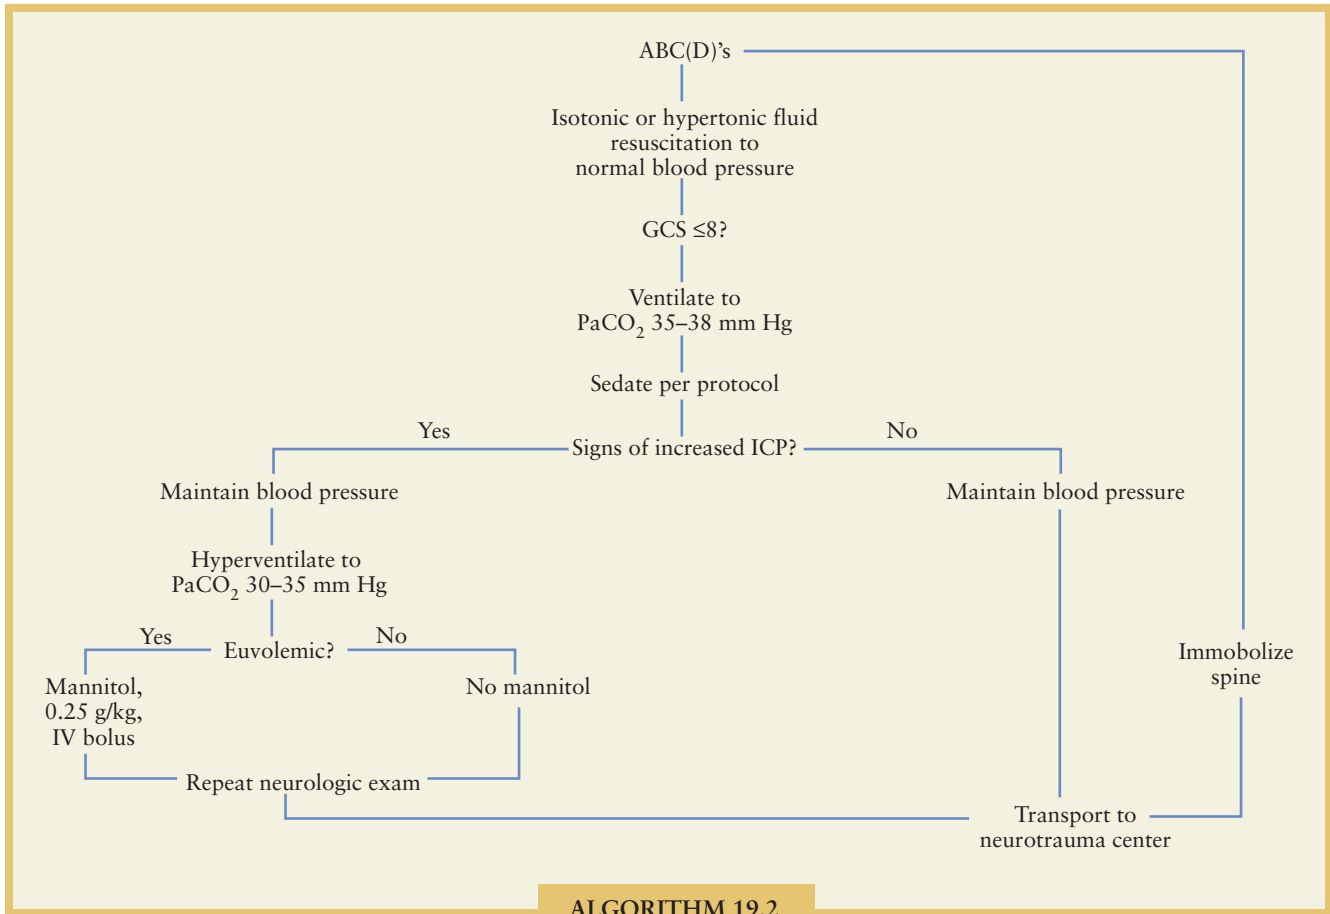 ABC(D)'s
Isotonic or hypertonic fluid
resuscitation to
normal blood pressure
GCS ≤8?
Ventilate to
PaCO₂ 35–38 mm Hg
Sedate per protocol
Yes
Signs of increased ICP?
No
Maintain blood pressure
Maintain blood pressure
Hyperventilate to
PaCO₂ 30–35 mm Hg
Yes
Euvolemic?
No
Immobolize
spine
Mannitol,
0.25 g/kg,
IV bolus
No mannitol
Repeat neurologic exam
Transport to
neurotrauma center
ALGORITHM 19.2